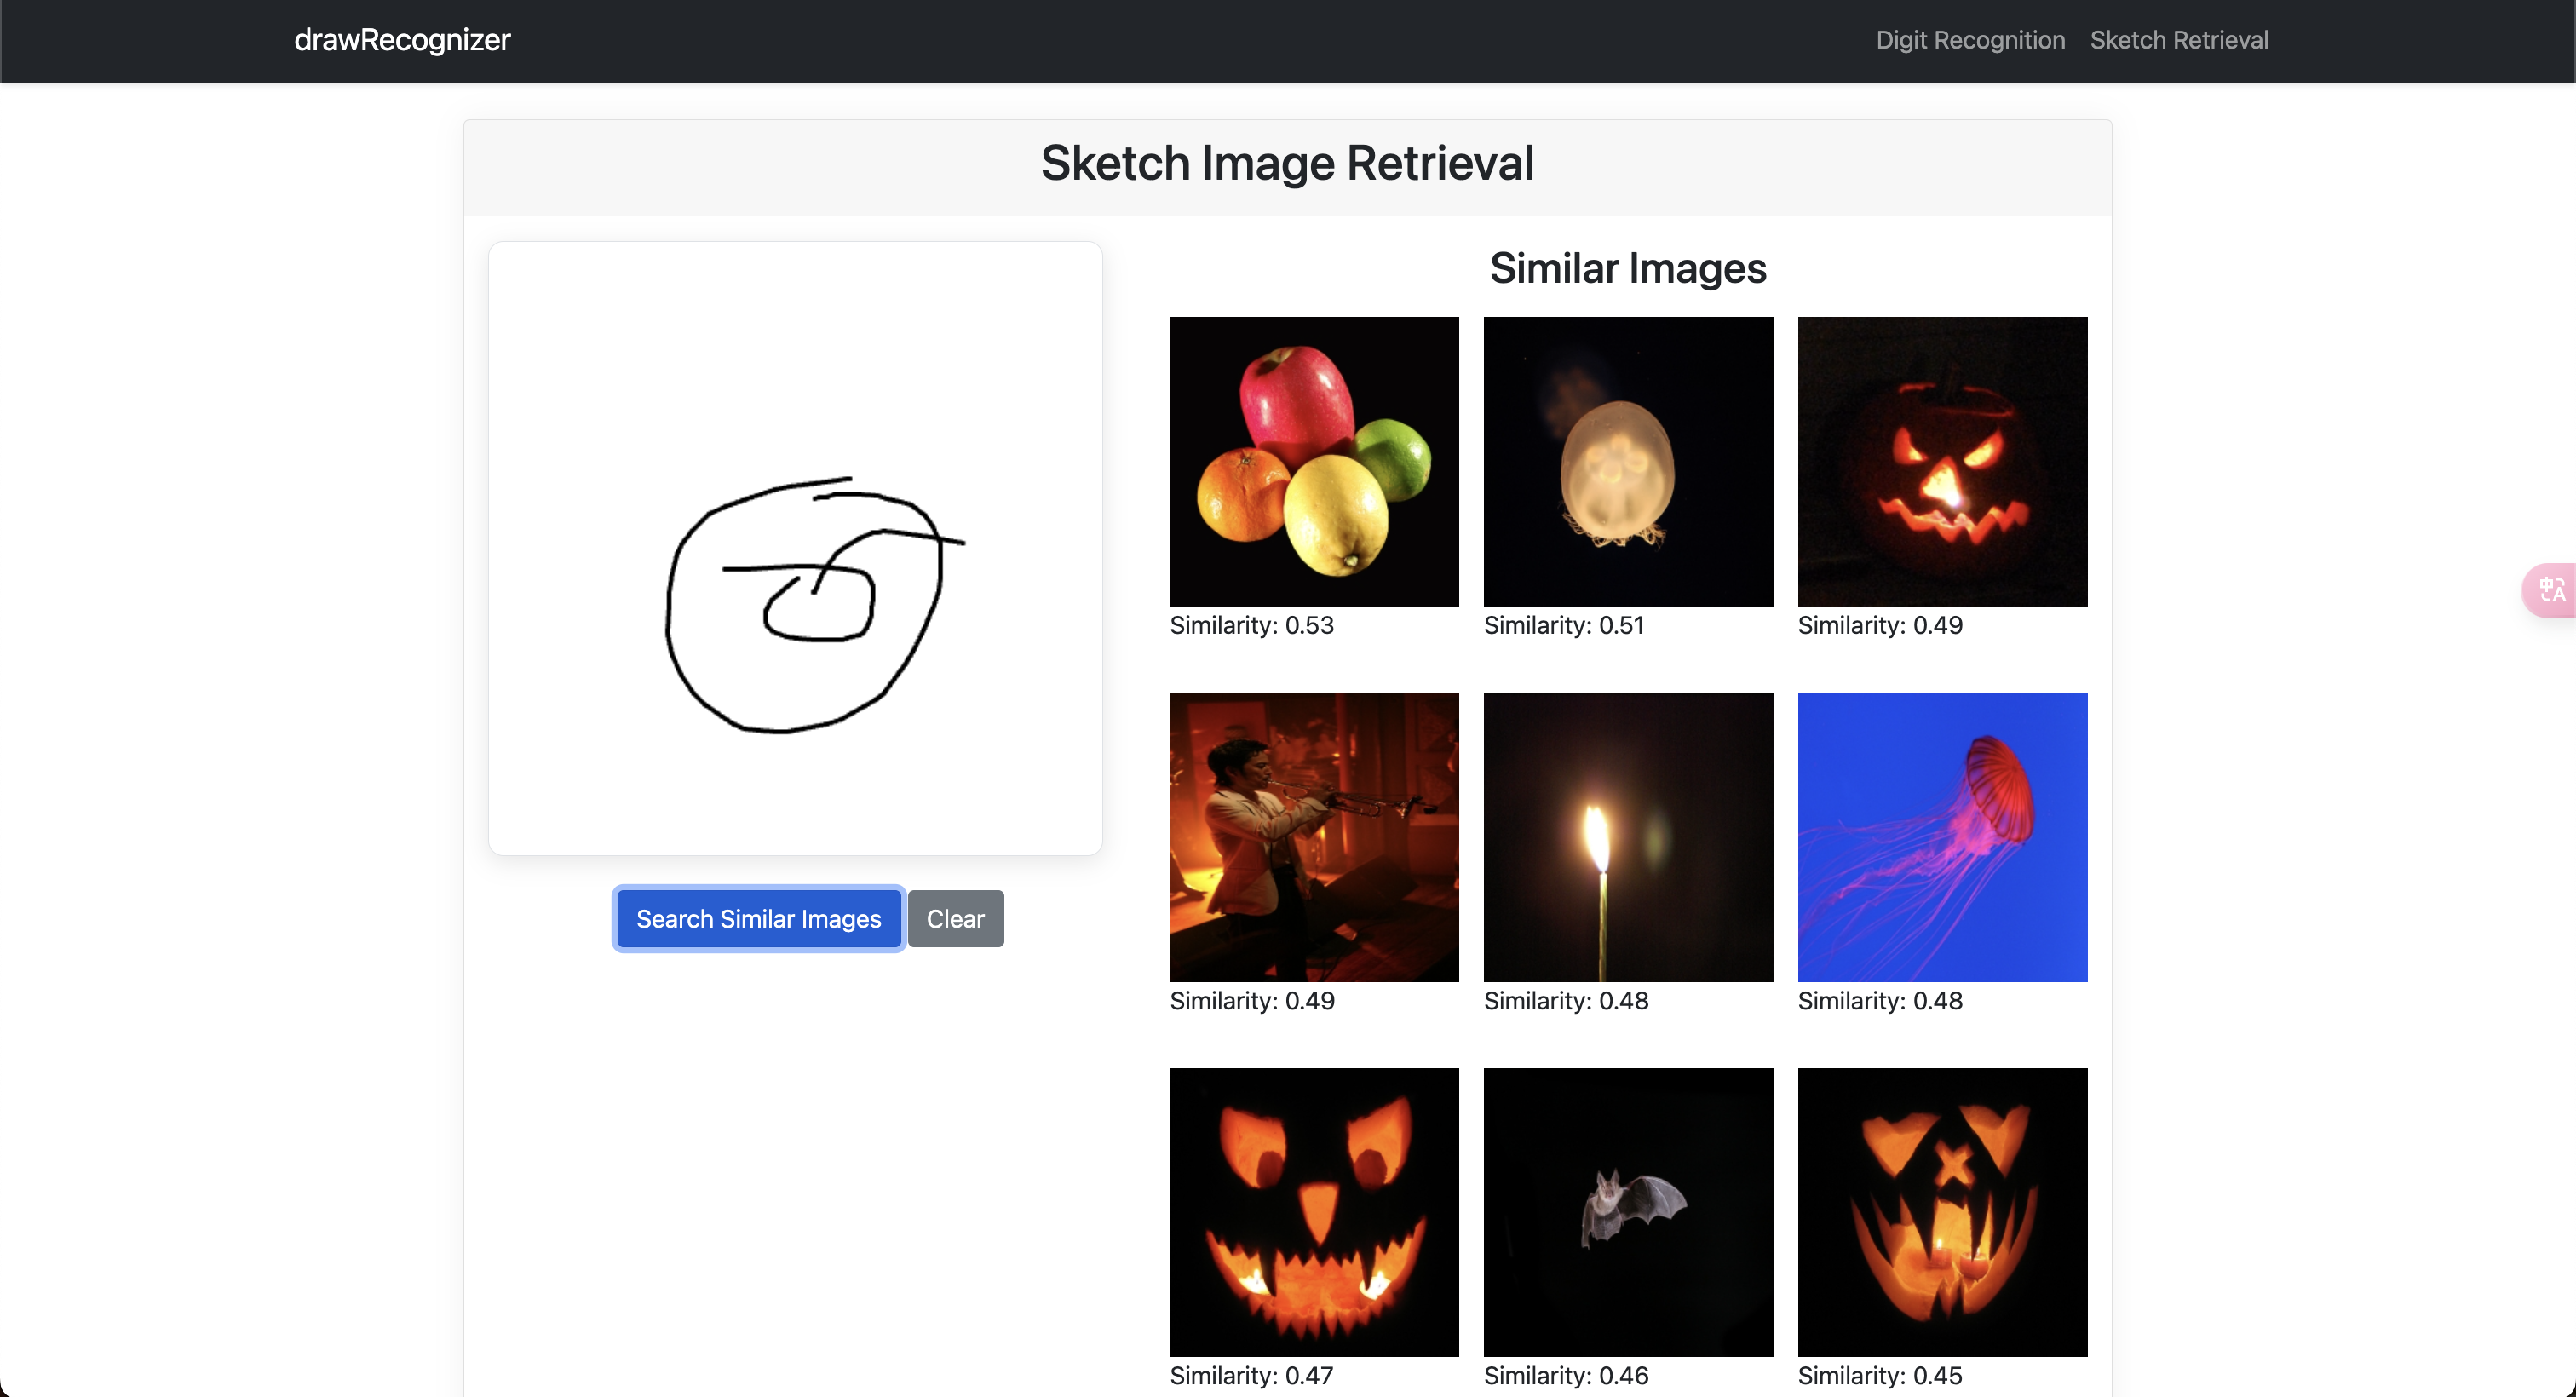 drawRecognizer
Digit Recognition Sketch Retrieval
Sketch Image Retrieval
Similar Images
Similarity: 0.53 Similarity: 0.51 Similarity: 0.49
Similarity: 0.49 Similarity: 0.48 Similarity: 0.48
Search Similar Images Clear
Similarity: 0.47 Similarity: 0.46 Similarity: 0.45
中 A